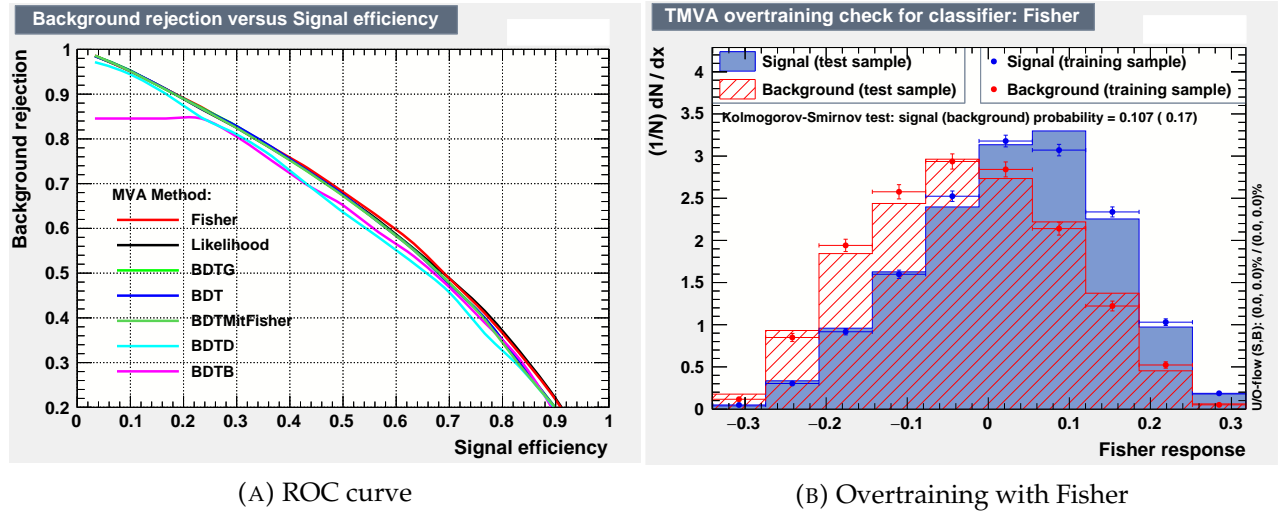 Background rejection versus Signal efficiency
Background rejection
1
0.9
0.8
0.7
0.6
0.5
0.4
0.3
0.2
MVA Method:
Fisher
Likelihood
BDTG
BDT
BDTMitFisher
BDTD
BDTB
0 0.1 0.2 0.3 0.4 0.5 0.6 0.7 0.8 0.9 1
Signal efficiency
(A) ROC curve
TMVA overtraining check for classifier: Fisher
(1/N) dN / dx
Signal (test sample)
Background (test sample)
Signal (training sample)
Background (training sample)
Kolmogorov-Smirnov test: signal (background) probability = 0.107 ( 0.17)
4
3.5
3
2.5
2
1.5
1
0.5
0
−0.3 −0.2 −0.1 0 0.1 0.2 0.3
Fisher response
U/O-flow (S,B): (0.0, 0.0)% / (0.0, 0.0)%
(B) Overtraining with Fisher